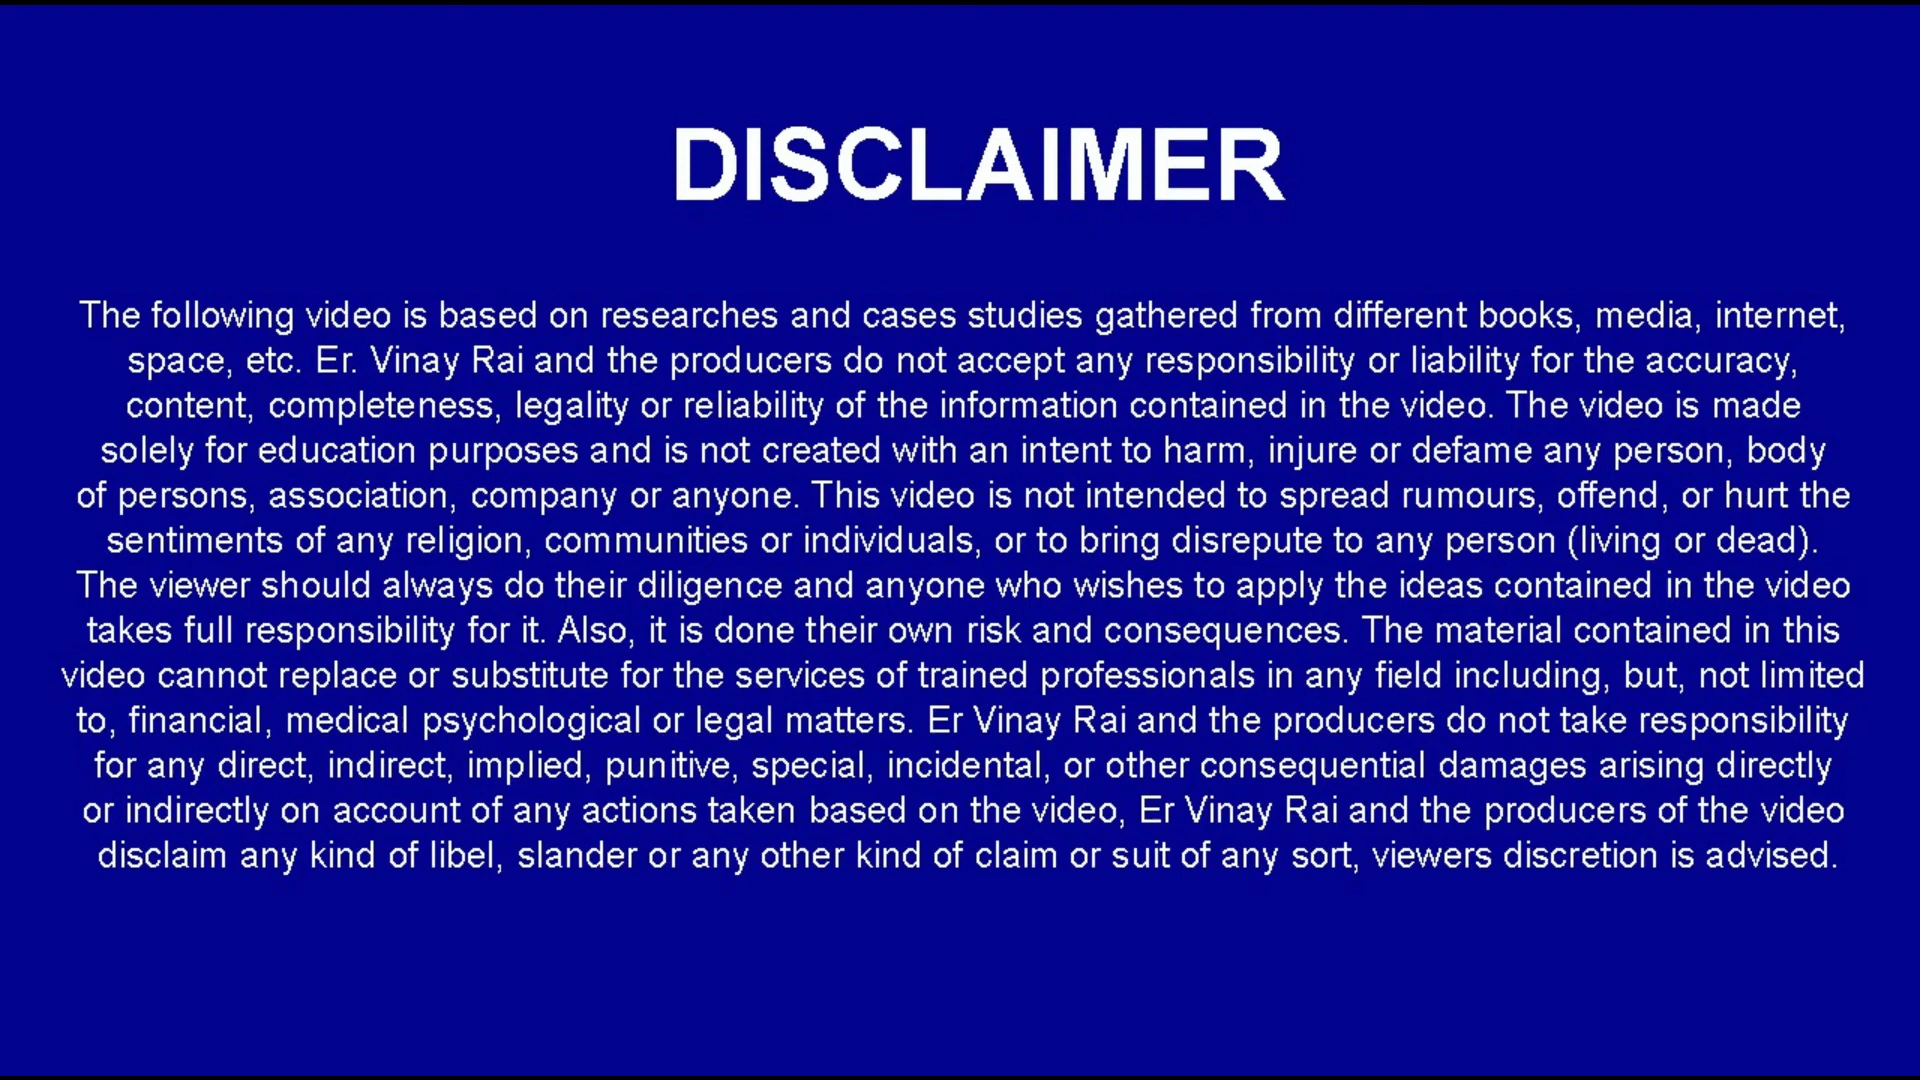 DISCLAIMER
The following video is based on researches and cases studies gathered from different books, media, internet,
space, etc. Er. Vinay Rai and the producers do not accept any responsibility or liability for the accuracy,
content, completeness, legality or reliability of the information contained in the video. The video is made
solely for education purposes and is not created with an intent to harm, injure or defame any person, body
of persons, association, company or anyone. This video is not intended to spread rumours, offend, or hurt the
sentiments of any religion, communities or individuals, or to bring disrepute to any person (living or dead).
The viewer should always do their diligence and anyone who wishes to apply the ideas contained in the video
takes full responsibility for it. Also, it is done their own risk and consequences. The material contained in this
video cannot replace or substitute for the services of trained professionals in any field including, but, not limited
to, financial, medical psychological or legal matters. Er Vinay Rai and the producers do not take responsibility
for any direct, indirect, implied, punitive, special, incidental, or other consequential damages arising directly
or indirectly on account of any actions taken based on the video, Er Vinay Rai and the producers of the video
disclaim any kind of libel, slander or any other kind of claim or suit of any sort, viewers discretion is advised.